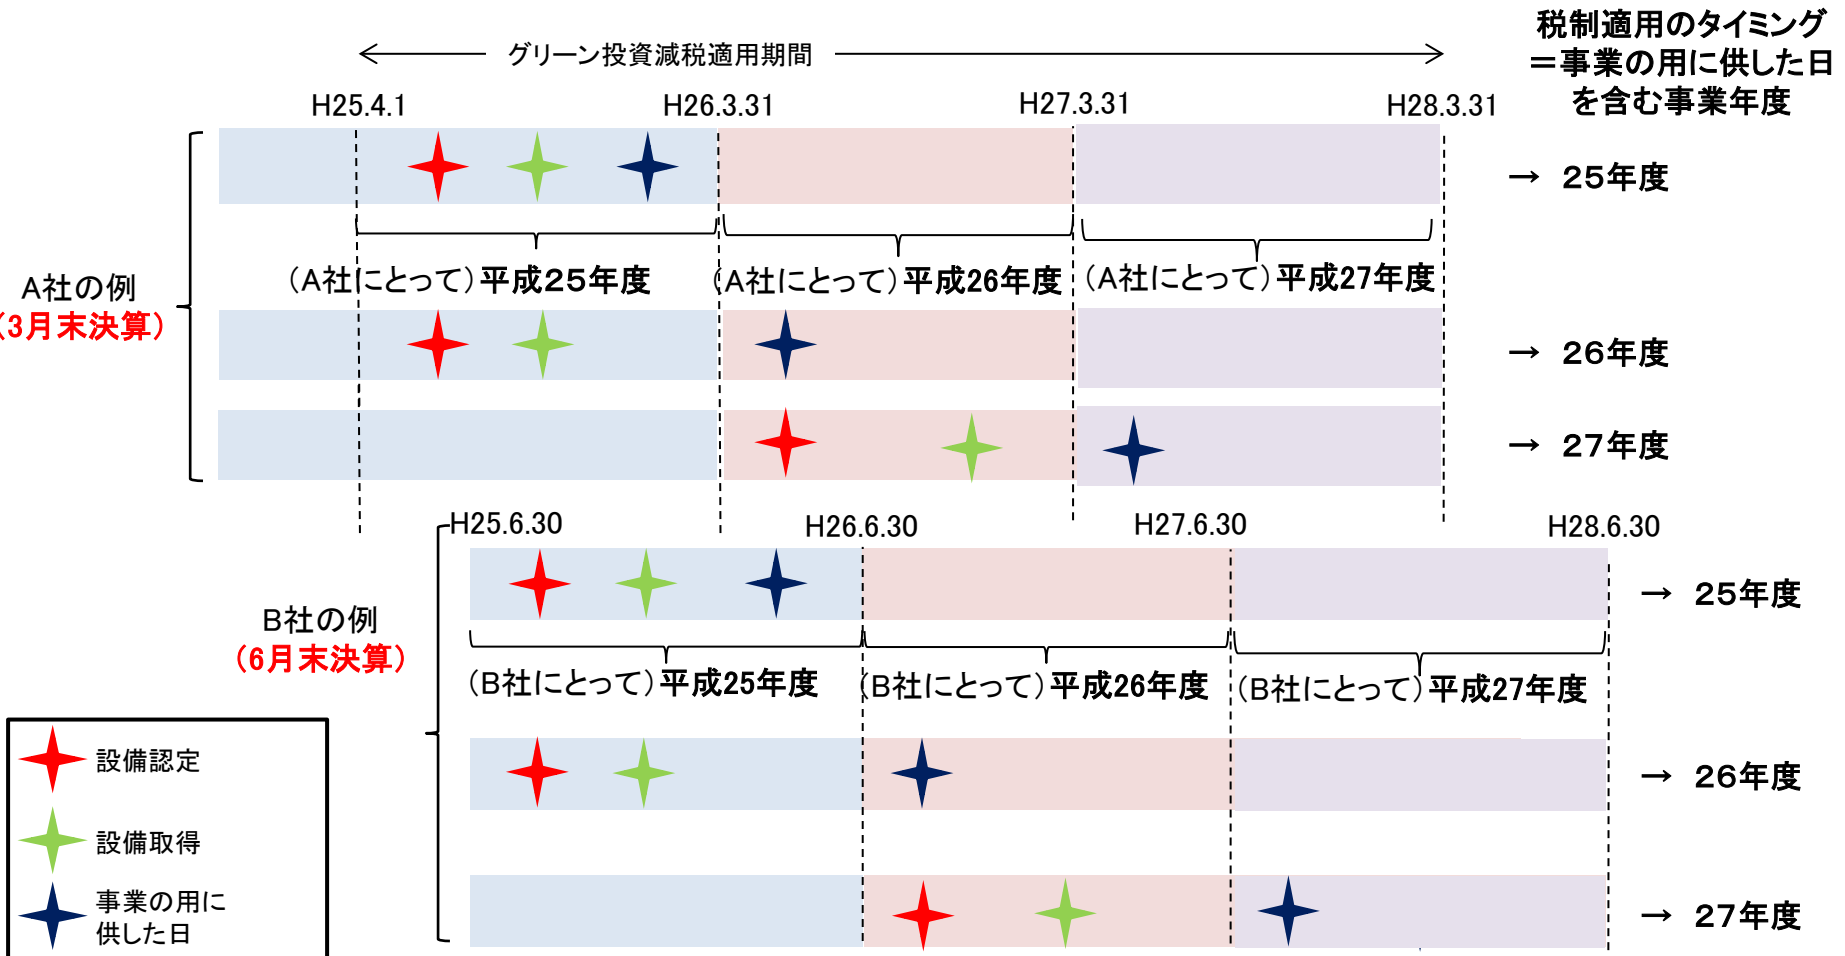 税制適用のタイミング
＝事業の用に供した日
を含む事業年度
グリーン投資減税適用期間
H25.4.1
H26.3.31
H27.3.31
H28.3.31
→ 25年度
（A社にとって）平成25年度
（A社にとって）平成26年度
（A社にとって）平成27年度
A社の例
（3月末決算）
→ 26年度
→ 27年度
H25.6.30
H26.6.30
H27.6.30
H28.6.30
→ 25年度
B社の例
（6月末決算）
（B社にとって）平成25年度
（B社にとって）平成26年度
（B社にとって）平成27年度
→ 26年度
→ 27年度
設備認定
設備取得
事業の用に
供した日